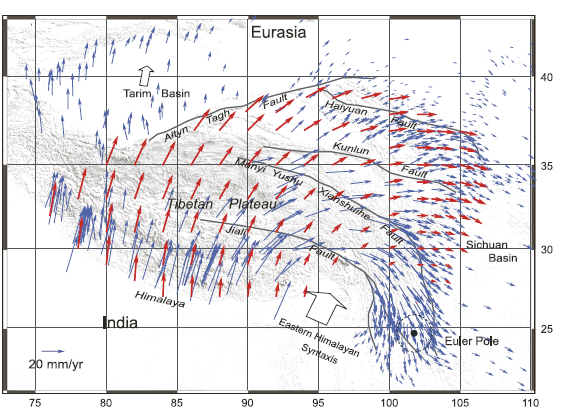 Eurasia
40
Tarim Basin
Altyn Tagh Fault
Haiyuan Fault
Kunlun Fault
35
Manyi Yushu Xianshuihe Fault
Tibetan Plateau
Jiali Fault
Sichuan
Basin
30
Himalaya
India
Eastern Himalayan
Syntaxis
25
Euler Pole
20 mm/yr
75 80 85 90 95 100 105 110